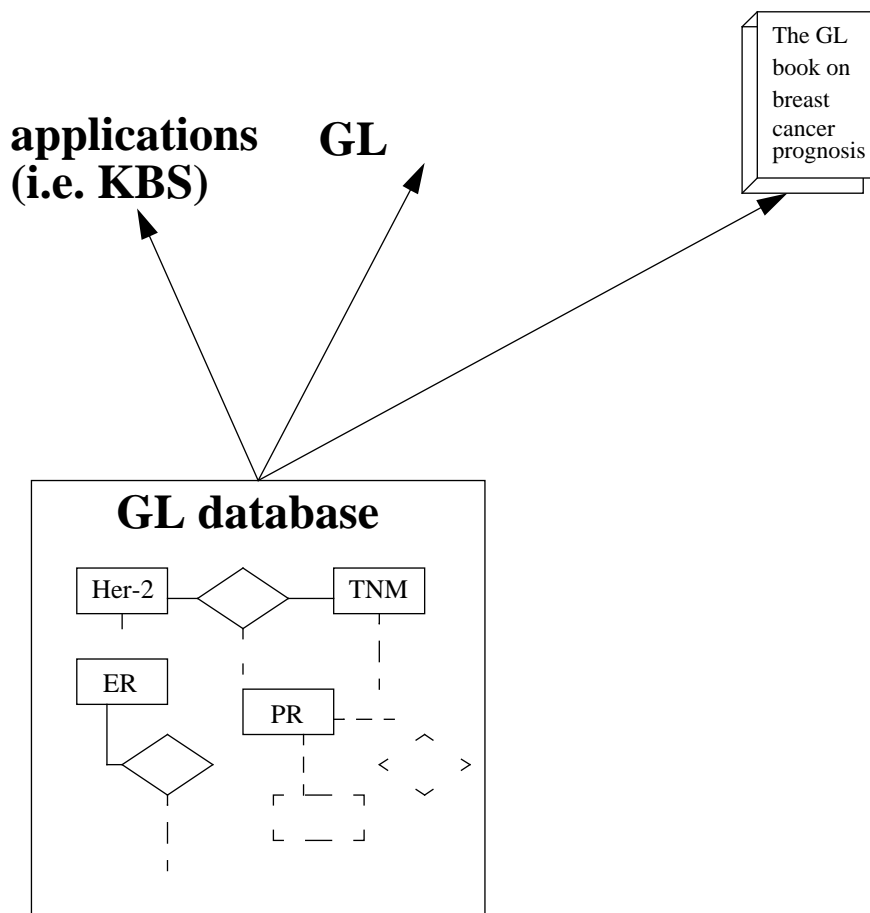 The GL
book on
breast
cancer
prognosis
applications
(i.e. KBS)
GL
GL database
Her-2
TNM
ER
PR